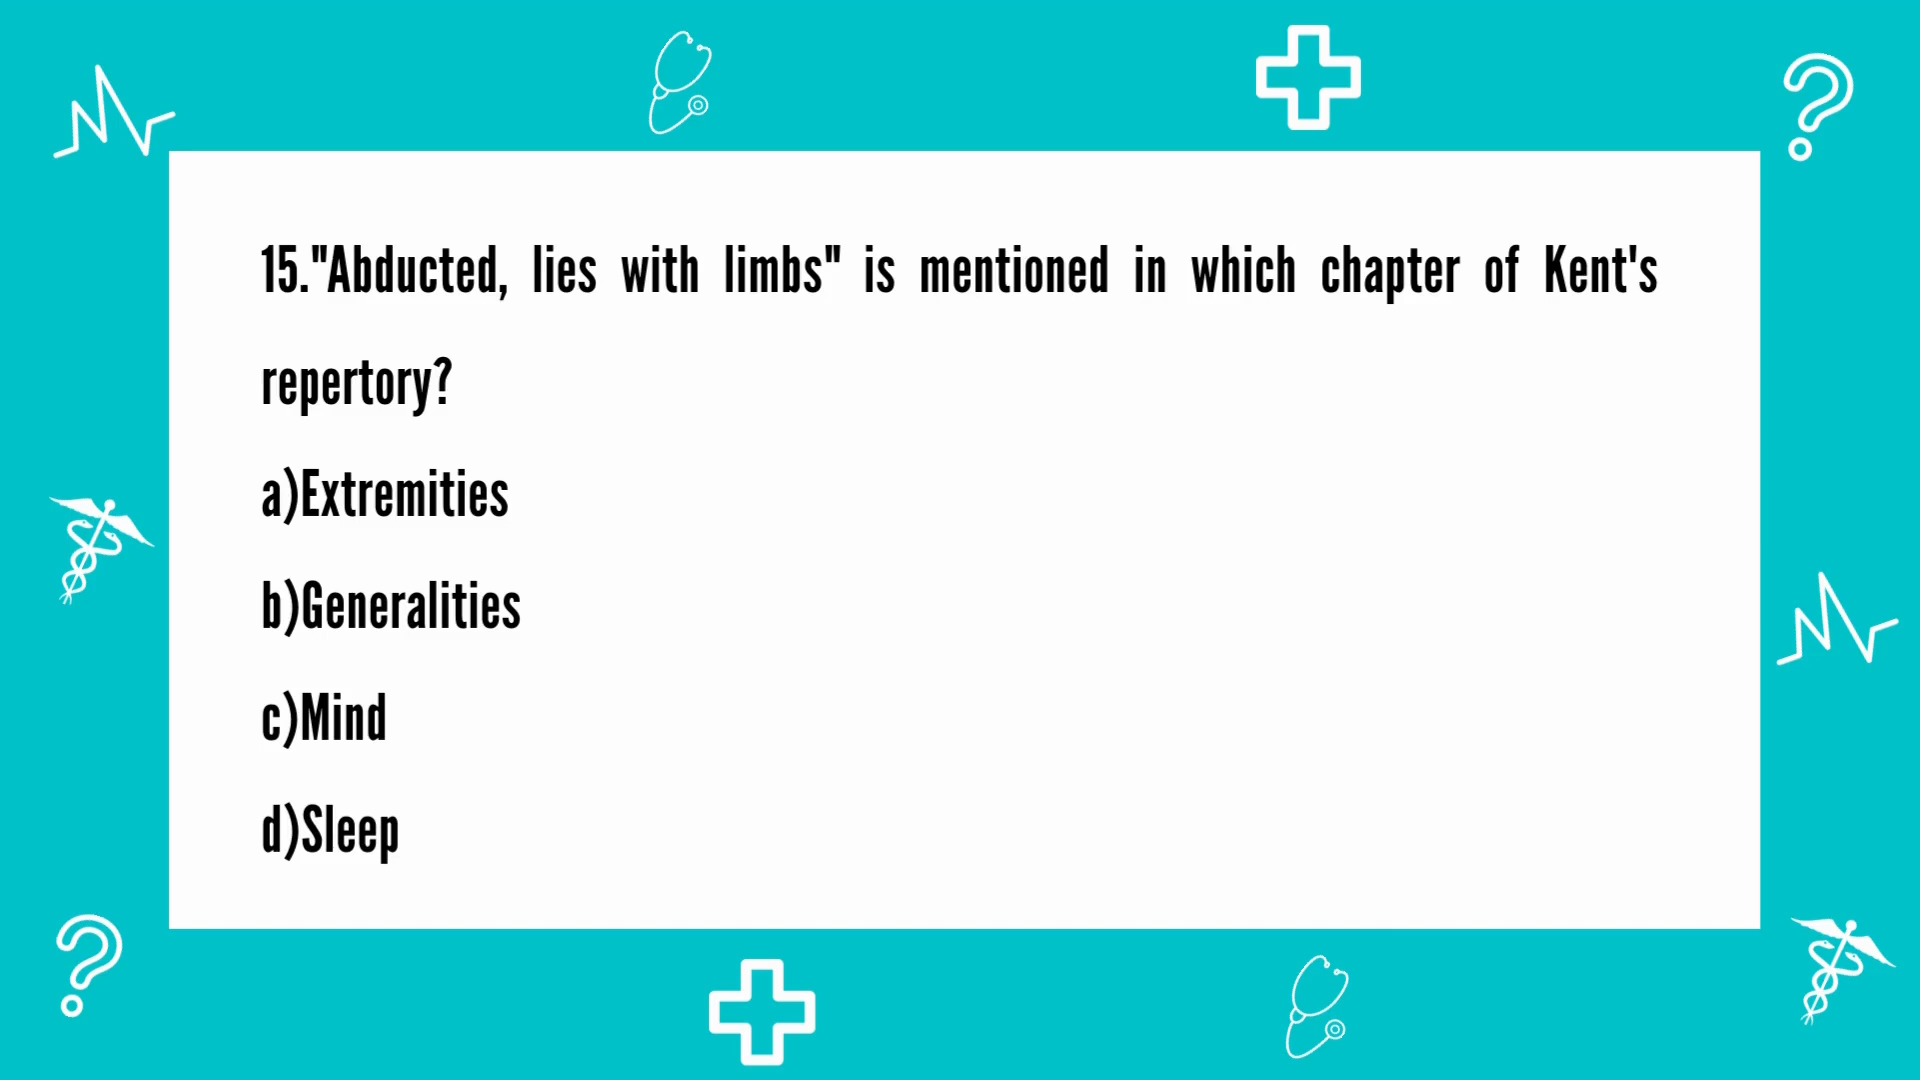 15."Abducted, lies with limbs" is mentioned in which chapter of Kent's
repertory?
a)Extremities
b)Generalities
c)Mind
d)Sleep